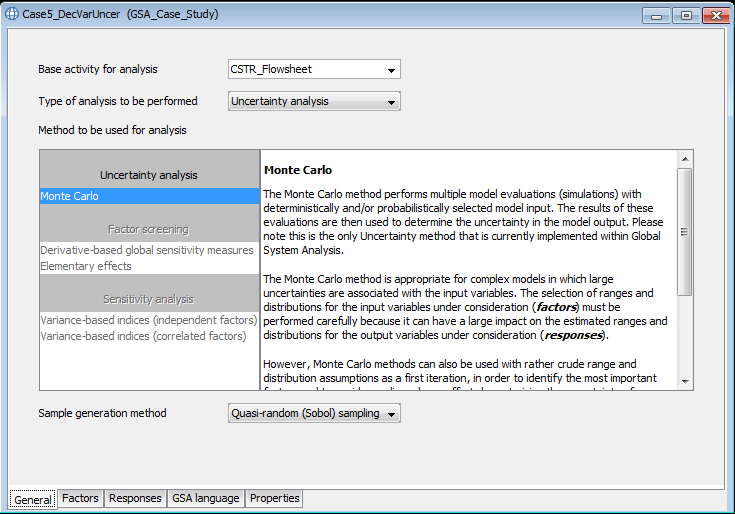 Case5_DecVarUncer (GSA_Case_Study)
Base activity for analysis
CSTR_Flowsheet
Type of analysis to be performed
Uncertainty analysis
Method to be used for analysis
Uncertainty analysis
Monte Carlo
Factor screening
Derivative-based global sensitivity measures
Elementary effects
Sensitivity analysis
Variance-based indices (independent factors)
Variance-based indices (correlated factors)
Monte Carlo
The Monte Carlo method performs multiple model evaluations (simulations) with
deterministically and/or probabilistically selected model input. The results of these
evaluations are then used to determine the uncertainty in the model output. Please
note this is the only Uncertainty method that is currently implemented within Global
System Analysis.
The Monte Carlo method is appropriate for complex models in which large
uncertainties are associated with the input variables. The selection of ranges and
distributions for the input variables under consideration (factors) must be
performed carefully because it can have a large impact on the estimated ranges and
distributions for the output variables under consideration (responses).
However, Monte Carlo methods can also be used with rather crude range and
distribution assumptions as a first iteration, in order to identify the most important
Sample generation method
Quasi-random (Sobol) sampling
General
Factors
Responses
GSA language
Properties